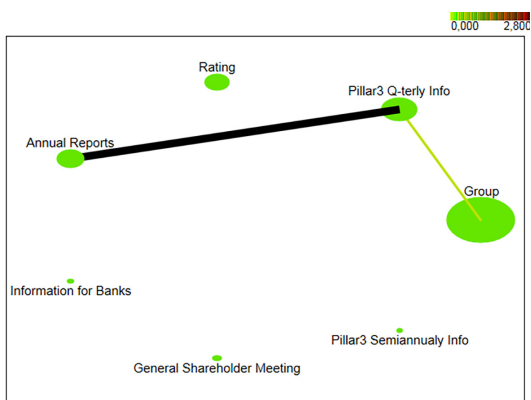 0,000 2,800
Rating
Pillar3 Q-terly Info
Annual Reports
Group
Information for Banks
Pillar3 Semiannualy Info
General Shareholder Meeting